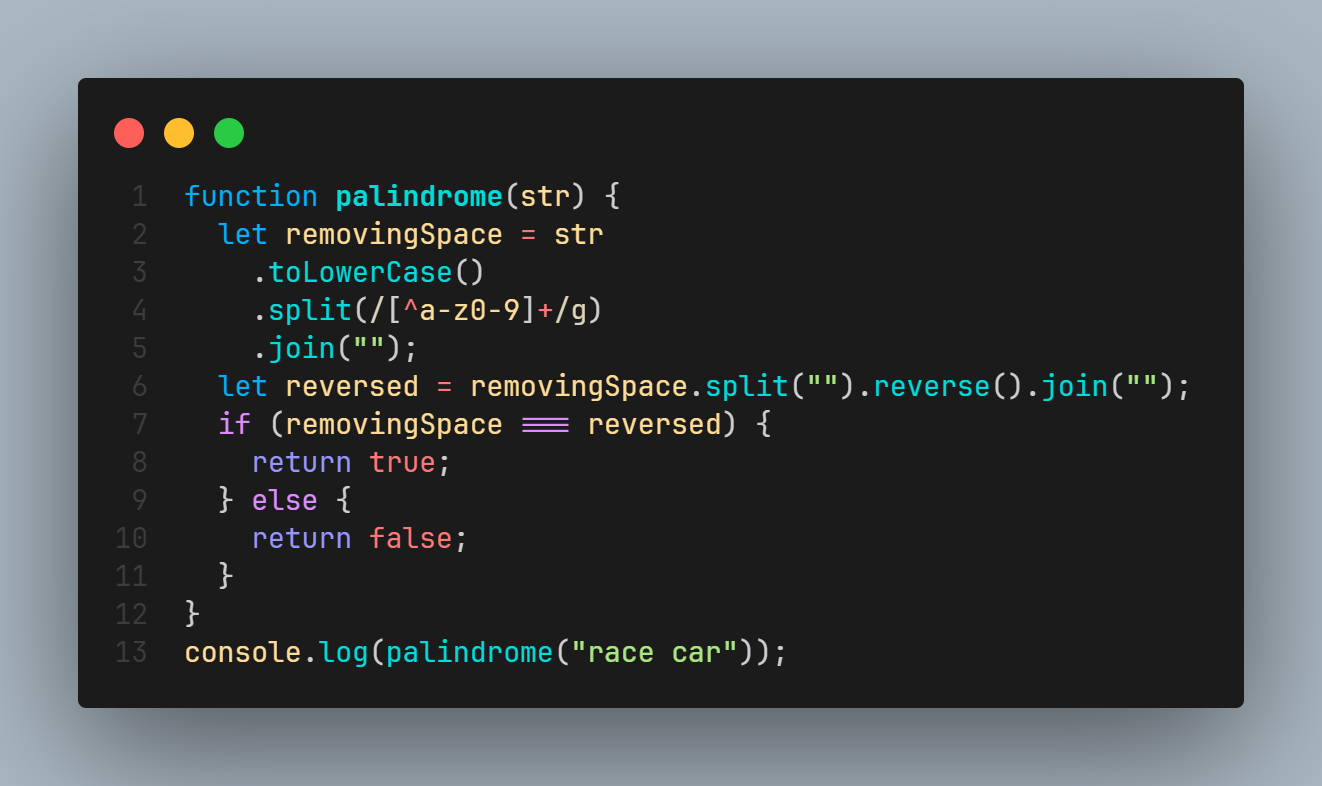 1 function palindrome(str) {
2   let removingSpace = str
3     .toLowerCase()
4     .split(/[^a-z0-9]+/g)
5     .join("");
6   let reversed = removingSpace.split("").reverse().join("");
7   if (removingSpace === reversed) {
8     return true;
9   } else {
10     return false;
11   }
12 }
13 console.log(palindrome("race car"));